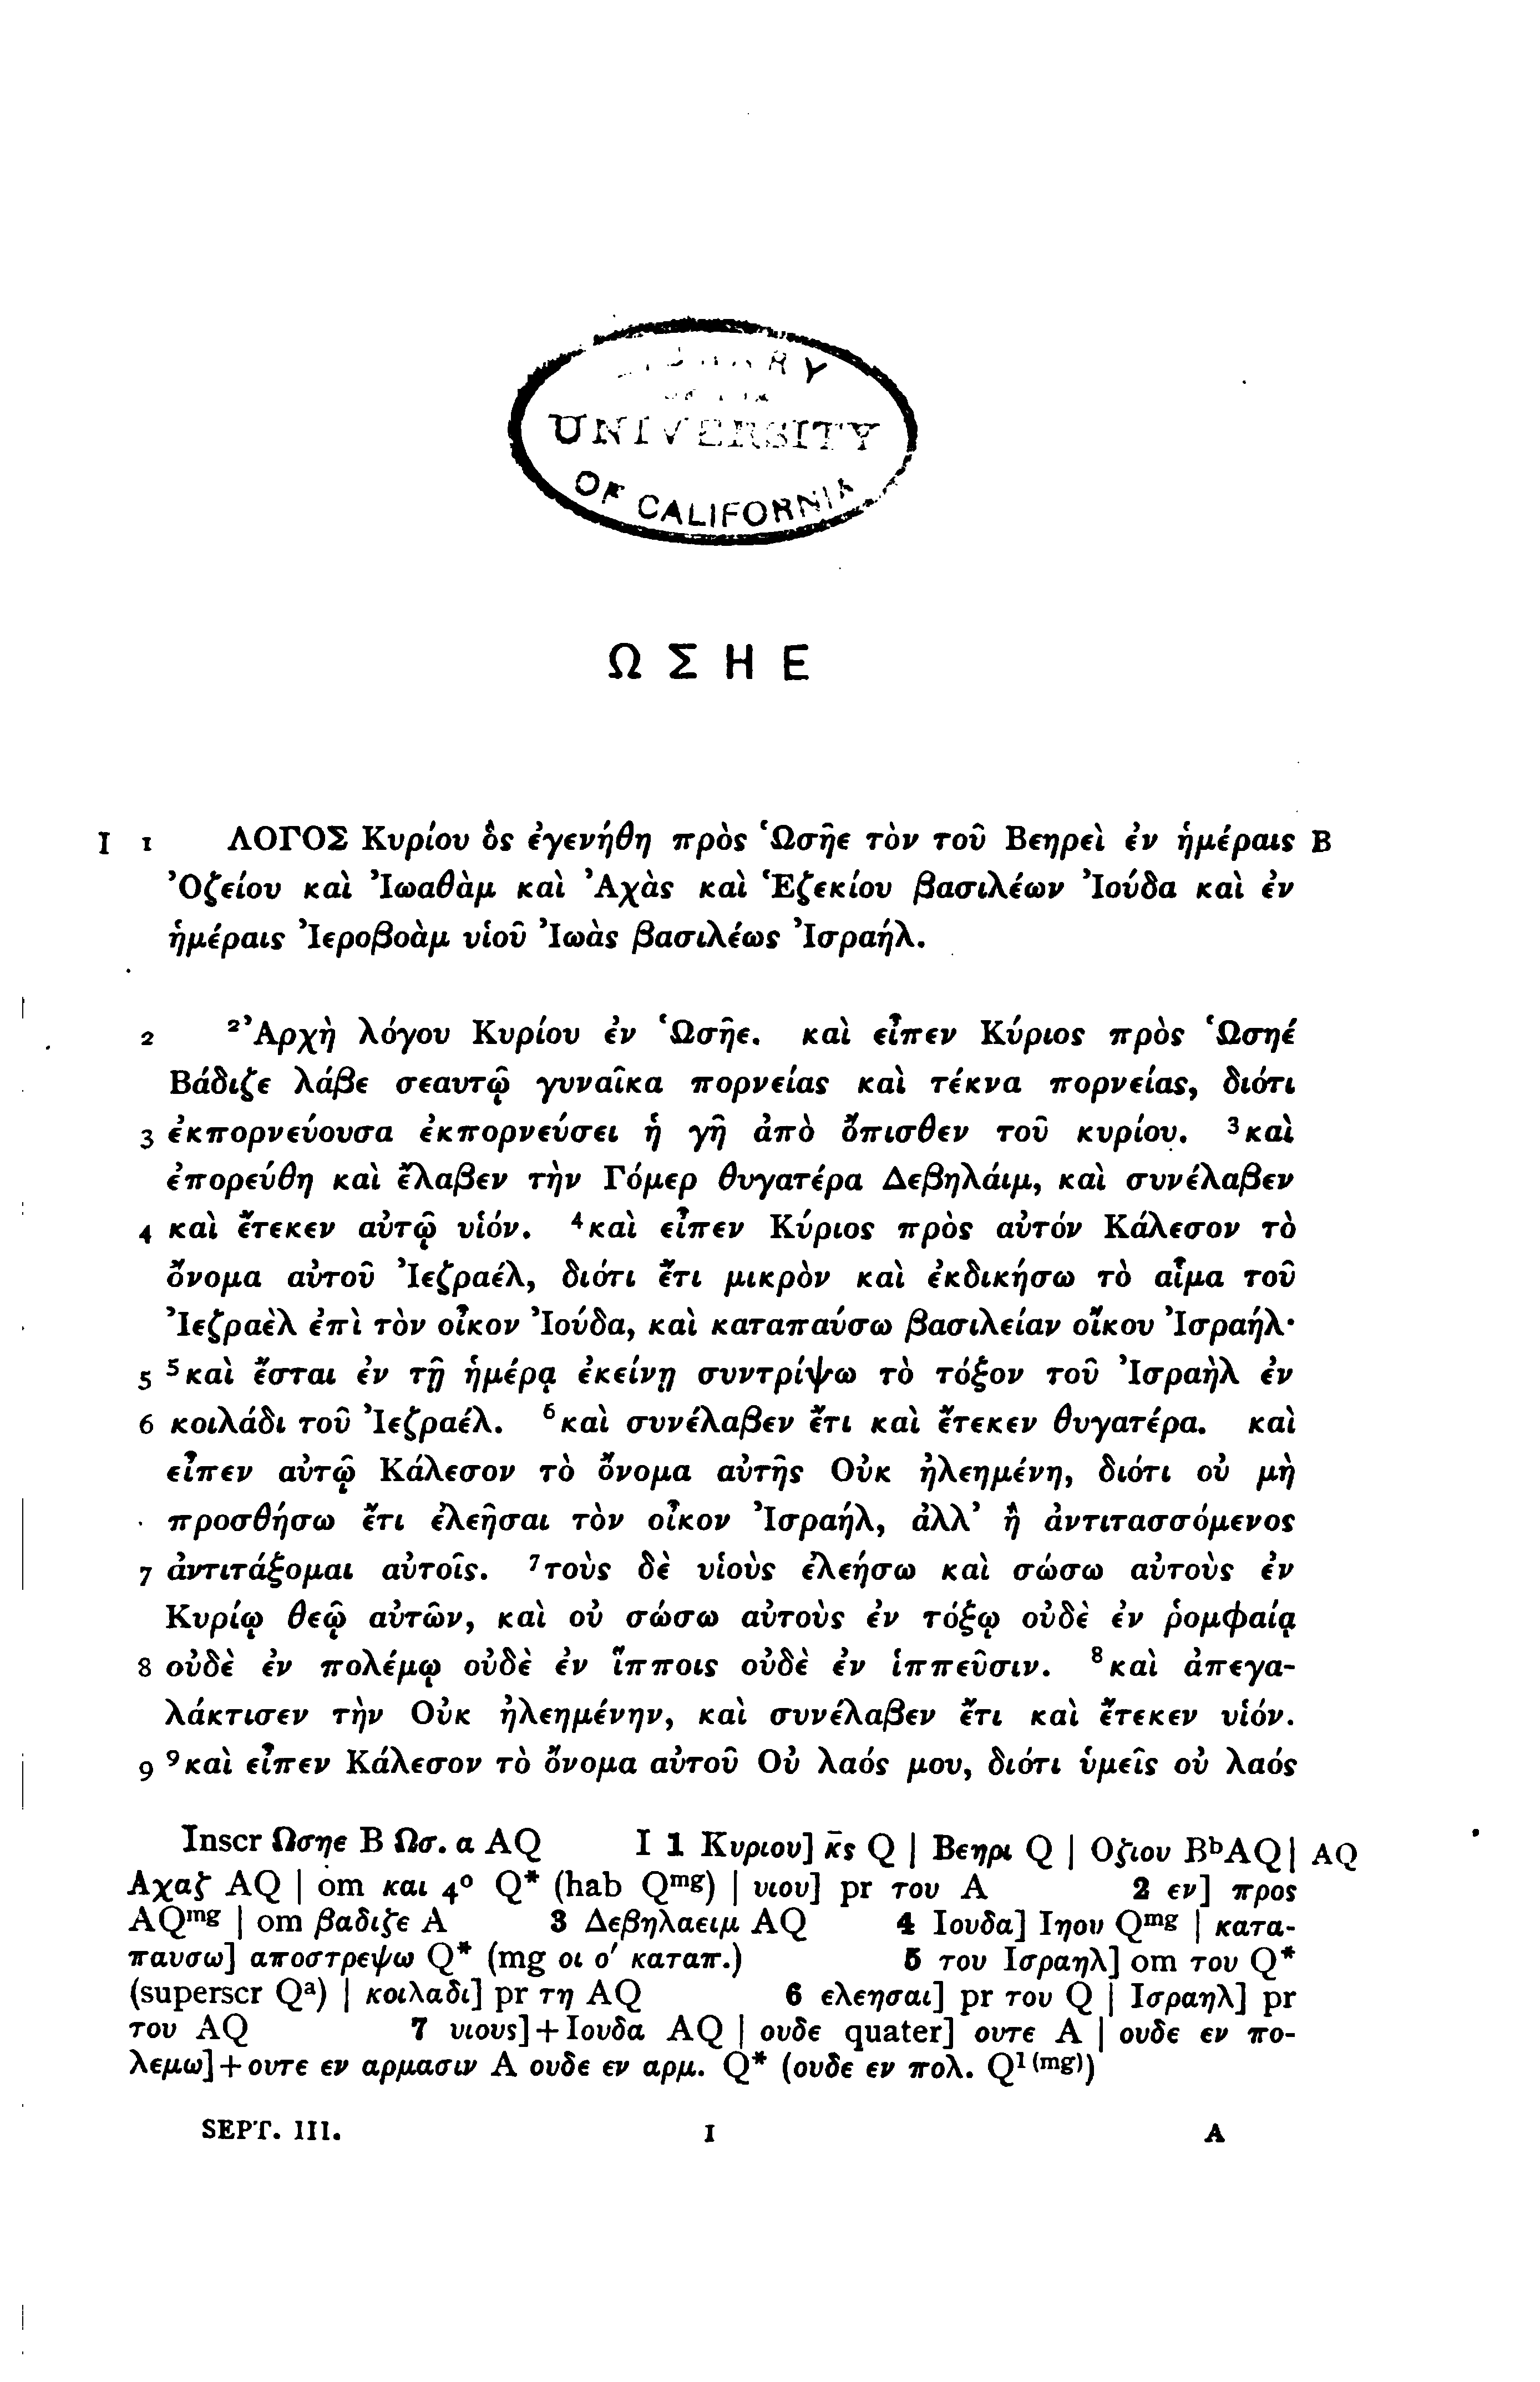 UNIVERSITY
OF CALIFORNIA
ΩΣΗΕ
I 1 ΛΟΓΟΣ Κυρίου ὃς ἐγενήθη πρὸς Ὡσῆε τὸν τοῦ Βεηρεὶ ἐν ἡμέραις B
Ὀζείου καὶ Ἰωαθὰμ καὶ Ἀχὰς καὶ Ἑζεκίου βασιλέων Ἰούδα καὶ ἐν
ἡμέραις Ἰεροβοὰμ υἱοῦ Ἰωὰς βασιλέως Ἰσραήλ.
2 ²Ἀρχὴ λόγου Κυρίου ἐν Ὡσῆε. καὶ εἶπεν Κύριος πρὸς Ὡσηέ
Βάδιζε λάβε σεαυτῷ γυναῖκα πορνείας καὶ τέκνα πορνείας, διότι
3 ἐκπορνεύουσα ἐκπορνεύσει ἡ γῆ ἀπὸ ὄπισθεν τοῦ κυρίου. ³καὶ
ἐπορεύθη καὶ ἔλαβεν τὴν Γόμερ θυγατέρα Δεβηλάιμ, καὶ συνέλαβεν
4 καὶ ἔτεκεν αὐτῷ υἱόν. ⁴καὶ εἶπεν Κύριος πρὸς αὐτόν Κάλεσον τὸ
ὄνομα αὐτοῦ Ἰεζραέλ, διότι ἔτι μικρὸν καὶ ἐκδικήσω τὸ αἷμα τοῦ
Ἰεζραὲλ ἐπὶ τὸν οἶκον Ἰούδα, καὶ καταπαύσω βασιλείαν οἴκου Ἰσραήλ·
5 ⁵καὶ ἔσται ἐν τῇ ἡμέρᾳ ἐκείνῃ συντρίψω τὸ τόξον τοῦ Ἰσραὴλ ἐν
6 κοιλάδι τοῦ Ἰεζραέλ. ⁶καὶ συνέλαβεν ἔτι καὶ ἔτεκεν θυγατέρα. καὶ
εἶπεν αὐτῷ Κάλεσον τὸ ὄνομα αὐτῆς Οὐκ ἠλεημένη, διότι οὐ μὴ
προσθήσω ἔτι ἐλεῆσαι τὸν οἶκον Ἰσραήλ, ἀλλ’ ἢ ἀντιτασσόμενος
7 ἀντιτάξομαι αὐτοῖς. ⁷τοὺς δὲ υἱοὺς ἐλεήσω καὶ σώσω αὐτοὺς ἐν
Κυρίῳ θεῷ αὐτῶν, καὶ οὐ σώσω αὐτοὺς ἐν τόξῳ οὐδὲ ἐν ῥομφαίᾳ
8 οὐδὲ ἐν πολέμῳ οὐδὲ ἐν ἵπποις οὐδὲ ἐν ἱππεῦσιν. ⁸καὶ ἀπεγα-
λάκτισεν τὴν Οὐκ ἠλεημένην, καὶ συνέλαβεν ἔτι καὶ ἔτεκεν υἱόν.
9 ⁹καὶ εἶπεν Κάλεσον τὸ ὄνομα αὐτοῦ Οὐ λαός μου, διότι ὑμεῖς οὐ λαός
Inscr Ωσηε B Ωσ. α AQ I 1 Κυριου] κ̄ς Q | Βεηρι Q | Οζιου BᵇAQ | AQ
Αχαζ AQ | om και 4° Q* (hab Qᵐᵍ) | υιου] pr του A 2 εν] προς
AQᵐᵍ | om βαδιζε A 3 Δεβηλαειμ AQ 4 Ιουδα] Ιηου Qᵐᵍ | κατα-
παυσω] αποστρεψω Q* (mg οι ο′ καταπ.) 5 του Ισραηλ] om του Q*
(superscr Qᵃ) | κοιλαδι] pr τη AQ 6 ελεησαι] pr του Q | Ισραηλ] pr
του AQ 7 υιους]+Ιουδα AQ | ουδε quater] ουτε A | ουδε εν πο-
λεμω]+ουτε εν αρμασιν A ουδε εν αρμ. Q* (ουδε εν πολ. Q¹⁽ᵐᵍ⁾)
SEPT. III. 1 A